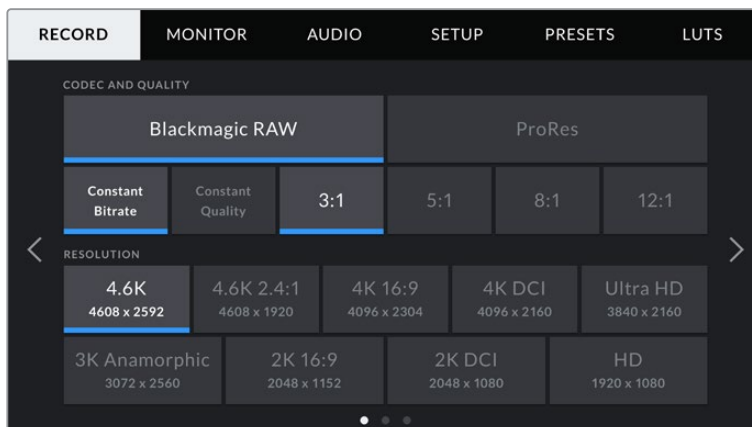 RECORD MONITOR AUDIO SETUP PRESETS LUTS
CODEC AND QUALITY
Blackmagic RAW ProRes
Constant Bitrate Constant Quality 3:1 5:1 8:1 12:1
RESOLUTION
4.6K 4.6K 2.4:1 4K 16:9 4K DCI Ultra HD
4608 x 2592 4608 x 1920 4096 x 2304 4096 x 2160 3840 x 2160
3K Anamorphic 2K 16:9 2K DCI HD
3072 x 2560 2048 x 1152 2048 x 1080 1920 x 1080